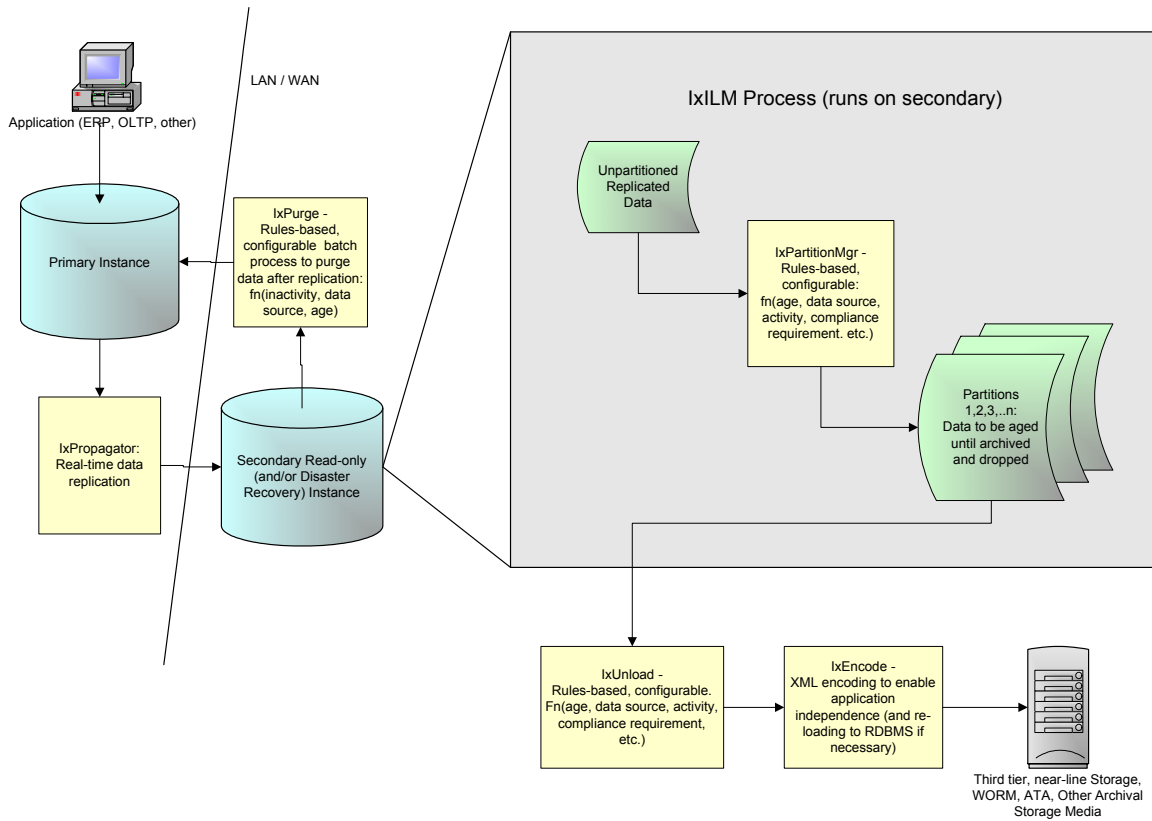 LAN / WAN
Application (ERP, OLTP, other)
Primary Instance
IxPurge -
Rules-based,
configurable batch
process to purge
data after replication:
fn(inactivity, data
source, age)
IxPropagator:
Real-time data
replication
Secondary Read-only
(and/or Disaster
Recovery) Instance
IxILM Process (runs on secondary)
Unpartitioned
Replicated
Data
IxPartitionMgr -
Rules-based,
configurable:
fn(age, data source,
activity, compliance
requirement. etc.)
Partitions
1,2,3,..n:
Data to be aged
until archived
and dropped
IxUnload -
Rules-based, configurable.
Fn(age, data source, activity,
compliance requirement,
etc.)
IxEncode -
XML encoding to enable
application
independence (and re-
loading to RDBMS if
necessary)
Third tier, near-line Storage,
WORM, ATA, Other Archival
Storage Media